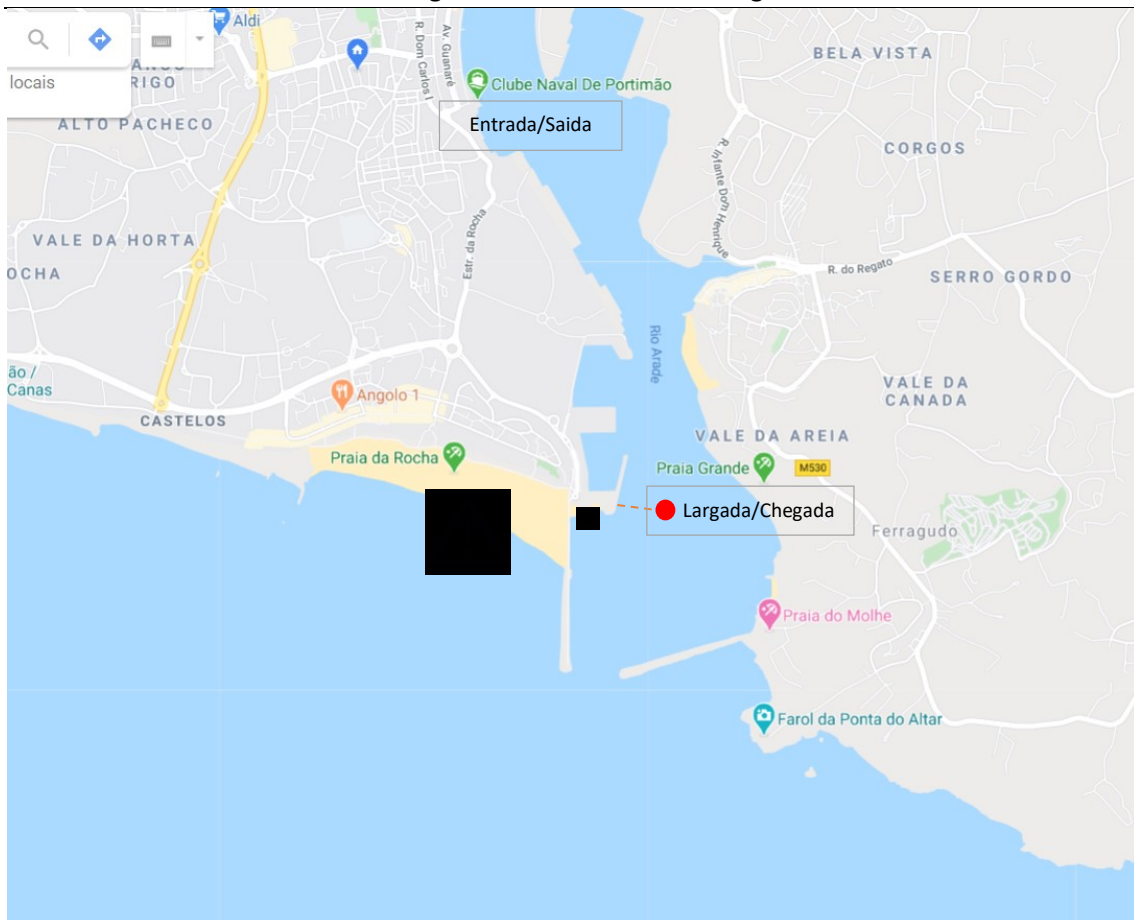 Aldi
locais
RIGO
ALTO PACHECO
R. Dom Carlos I
Av. Guanaré
Clube Naval De Portimão
Entrada/Saida
BELA VISTA
CORGOS
R. Infante Dom Henrique
VALE DA HORTA
OCHA
Estr. da Rocha
R. do Regato
SERRO GORDO
Rio Arade
ão /
Canas
Angolo 1
CASTELOS
VALE DA
CANADA
VALE DA AREIA
Praia da Rocha
Praia Grande
M530
Largada/Chegada
Ferragudo
Praia do Molhe
Farol da Ponta do Altar